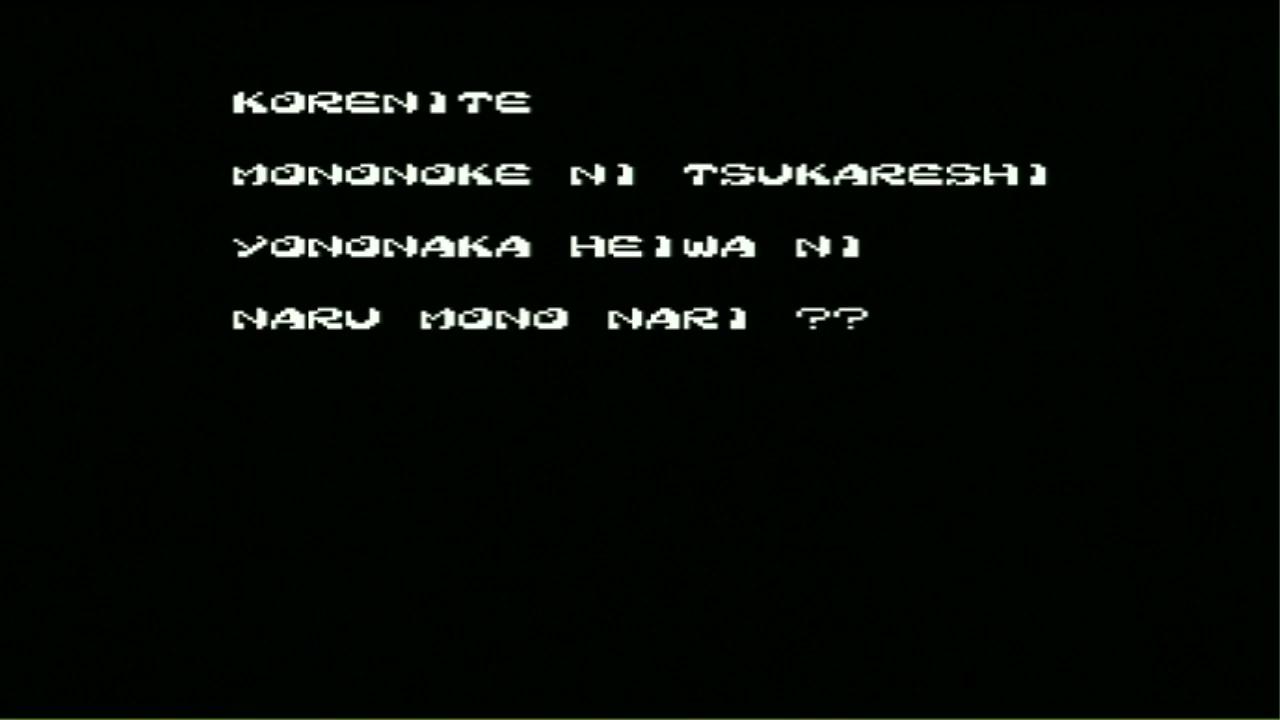 KORENITE
MONONOKE NI TSUKARESHI
YONONAKA HEIWA NI
NARU MONO NARI ??